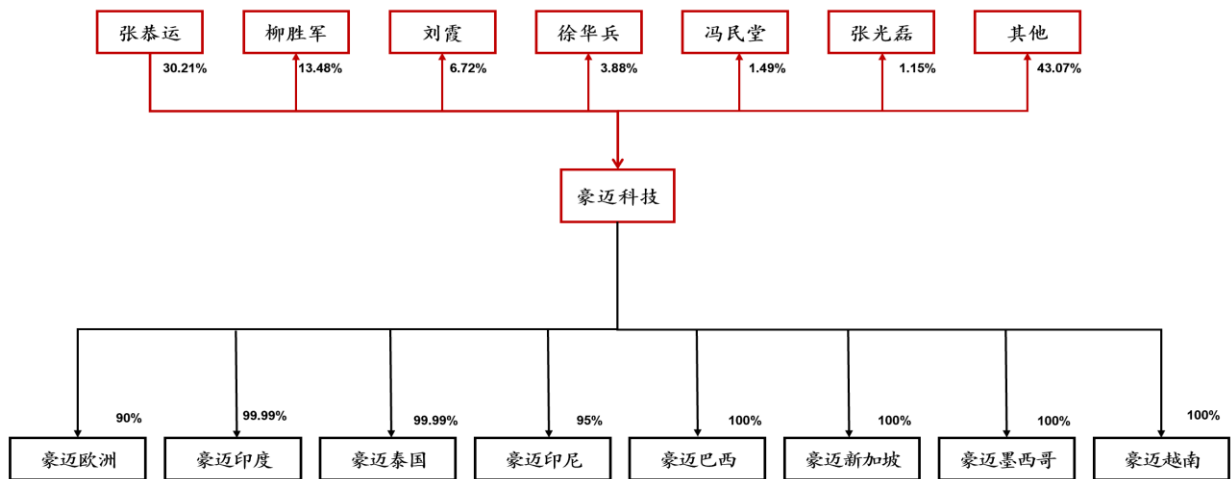 张恭运 柳胜军 刘霞 徐华兵 冯民堂 张光磊 其他
30.21% 13.48% 6.72% 3.88% 1.49% 1.15% 43.07%
豪迈科技
90% 99.99% 99.99% 95% 100% 100% 100% 100%
豪迈欧洲 豪迈印度 豪迈泰国 豪迈印尼 豪迈巴西 豪迈新加坡 豪迈墨西哥 豪迈越南